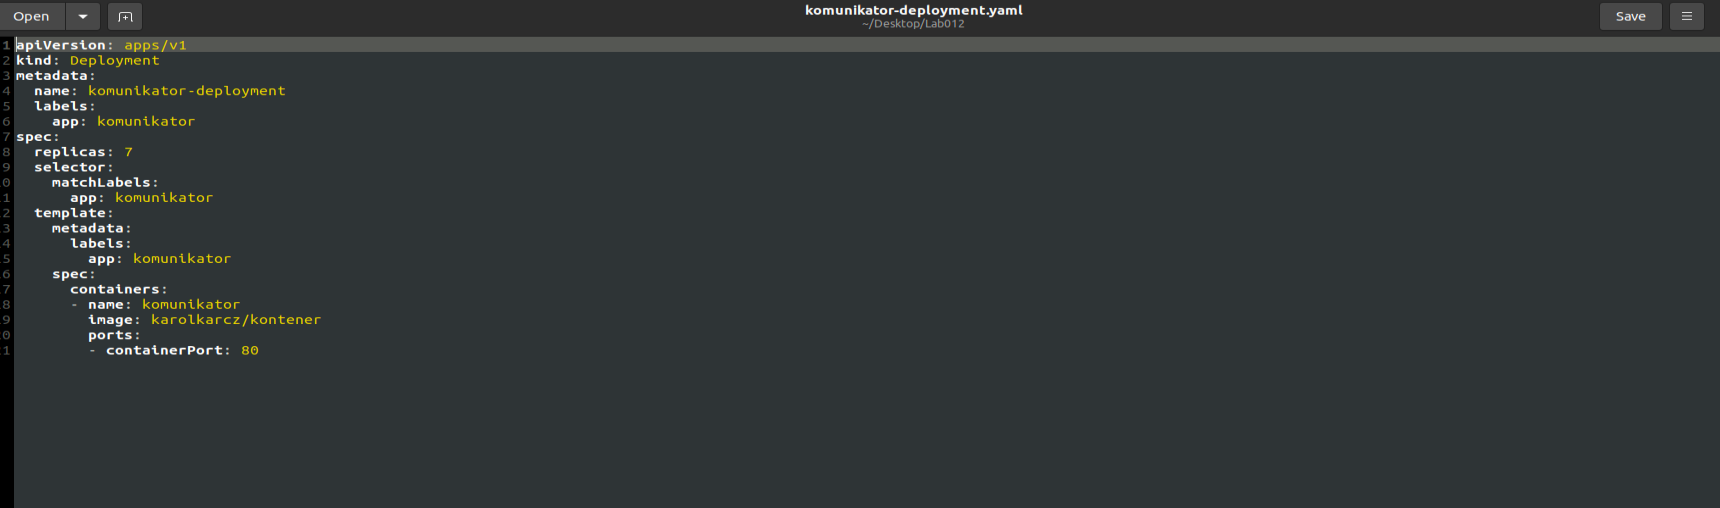 Open
komunikator-deployment.yaml
~/Desktop/Lab012
Save
1 apiVersion: apps/v1
2 kind: Deployment
3 metadata:
4   name: komunikator-deployment
5   labels:
6     app: komunikator
7 spec:
8   replicas: 7
9   selector:
0     matchLabels:
1       app: komunikator
2   template:
3     metadata:
4       labels:
5         app: komunikator
6     spec:
7       containers:
8       - name: komunikator
9         image: karolkarcz/kontener
0         ports:
1         - containerPort: 80